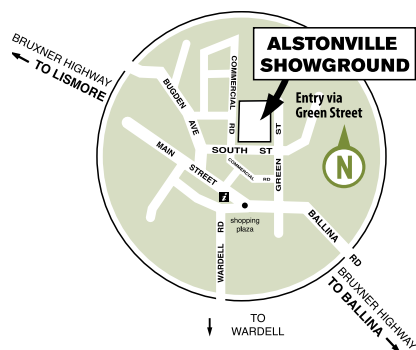 ALSTONVILLE
SHOWGROUND
Entry via
Green Street
BRUXNER HIGHWAY
TO LISMORE
BUGDEN AVE
COMMERCIAL RD
SOUTH ST
GREEN ST
MAIN STREET
COMMERCIAL RD
N
i
shopping
plaza
WARDELL RD
BALLINA RD
BRUXNER HIGHWAY
TO BALLINA
TO
WARDELL